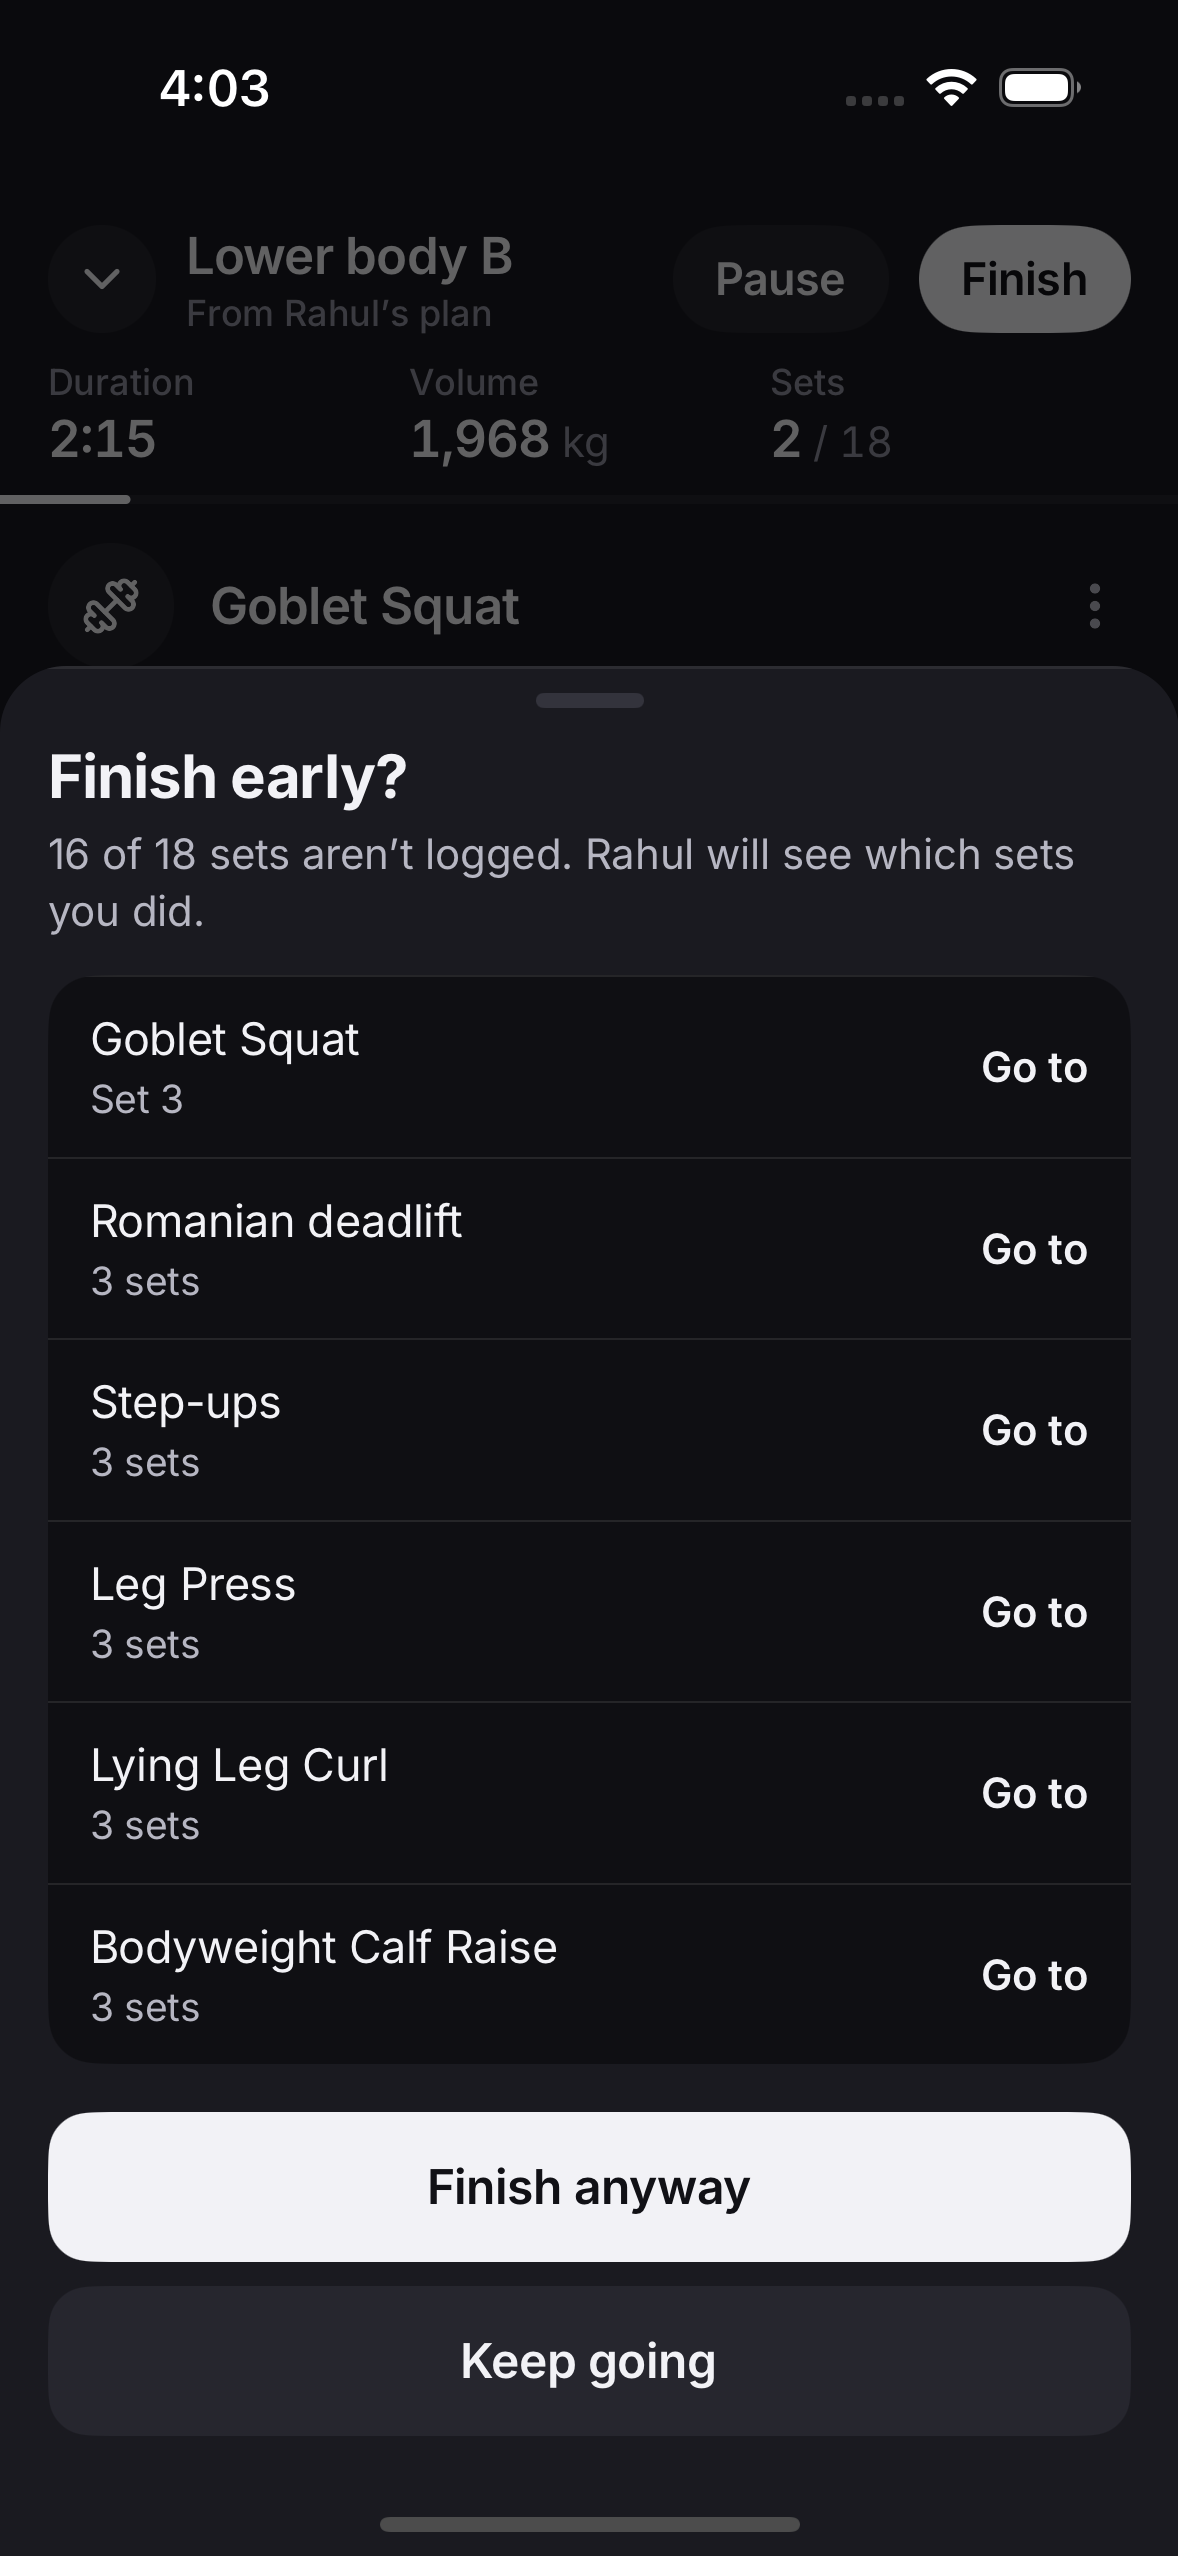 4:03
Lower body B
From Rahul’s plan
Pause
Finish
Duration
Volume
Sets
2:15
1,968 kg
2 / 18
Goblet Squat
Finish early?
16 of 18 sets aren’t logged. Rahul will see which sets
you did.
Goblet Squat
Set 3
Go to
Romanian deadlift
3 sets
Go to
Step-ups
3 sets
Go to
Leg Press
3 sets
Go to
Lying Leg Curl
3 sets
Go to
Bodyweight Calf Raise
3 sets
Go to
Finish anyway
Keep going